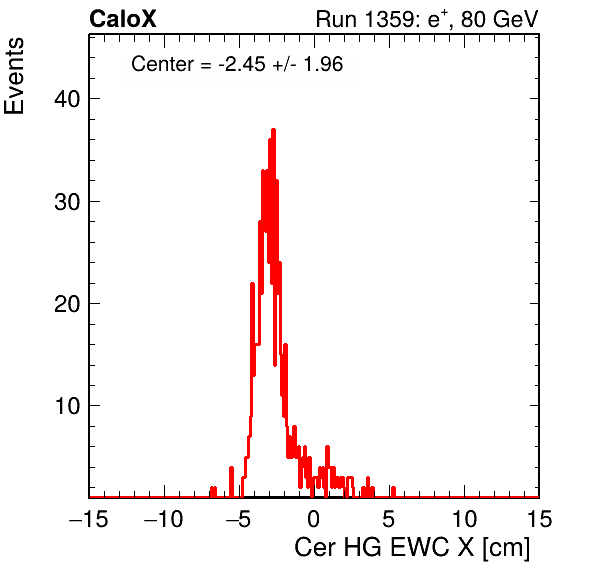 CaloX Run 1359: e⁺, 80 GeV
Center = -2.45 +/- 1.96
Events
40
30
20
10
−15 −10 −5 0 5 10 15
Cer HG EWC X [cm]